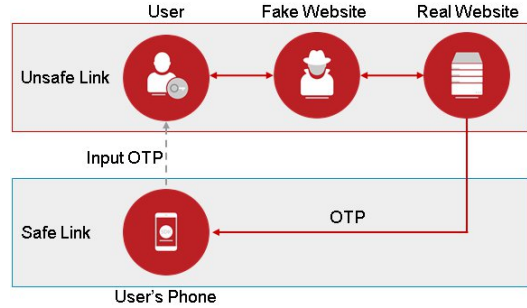 User
Fake Website
Real Website
Unsafe Link
Input OTP
OTP
Safe Link
User's Phone